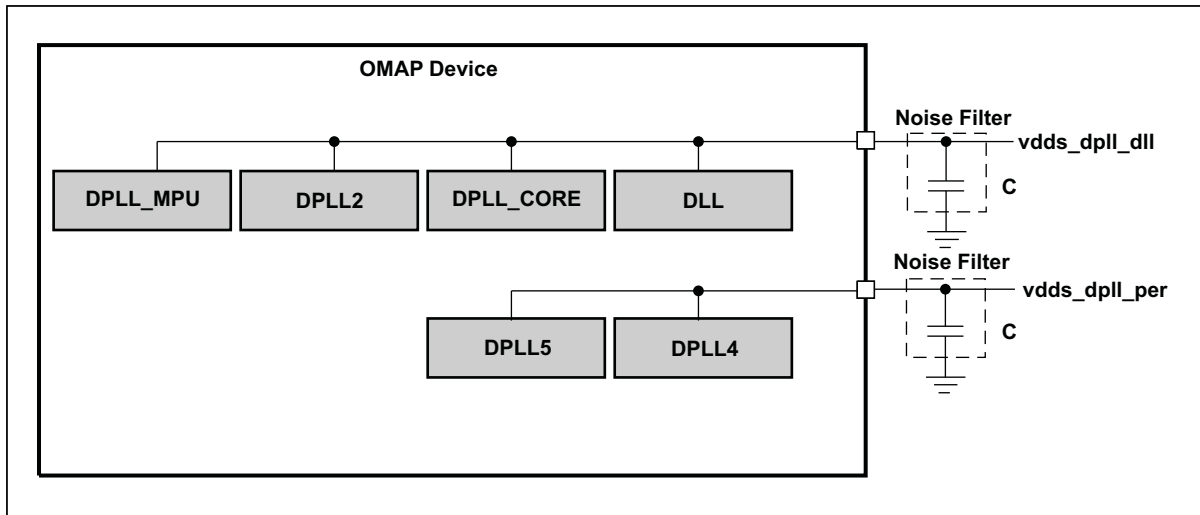 OMAP Device
Noise Filter
vdds_dpll_dll
DPLL_MPU
DPLL2
DPLL_CORE
DLL
C
Noise Filter
vdds_dpll_per
DPLL5
DPLL4
C